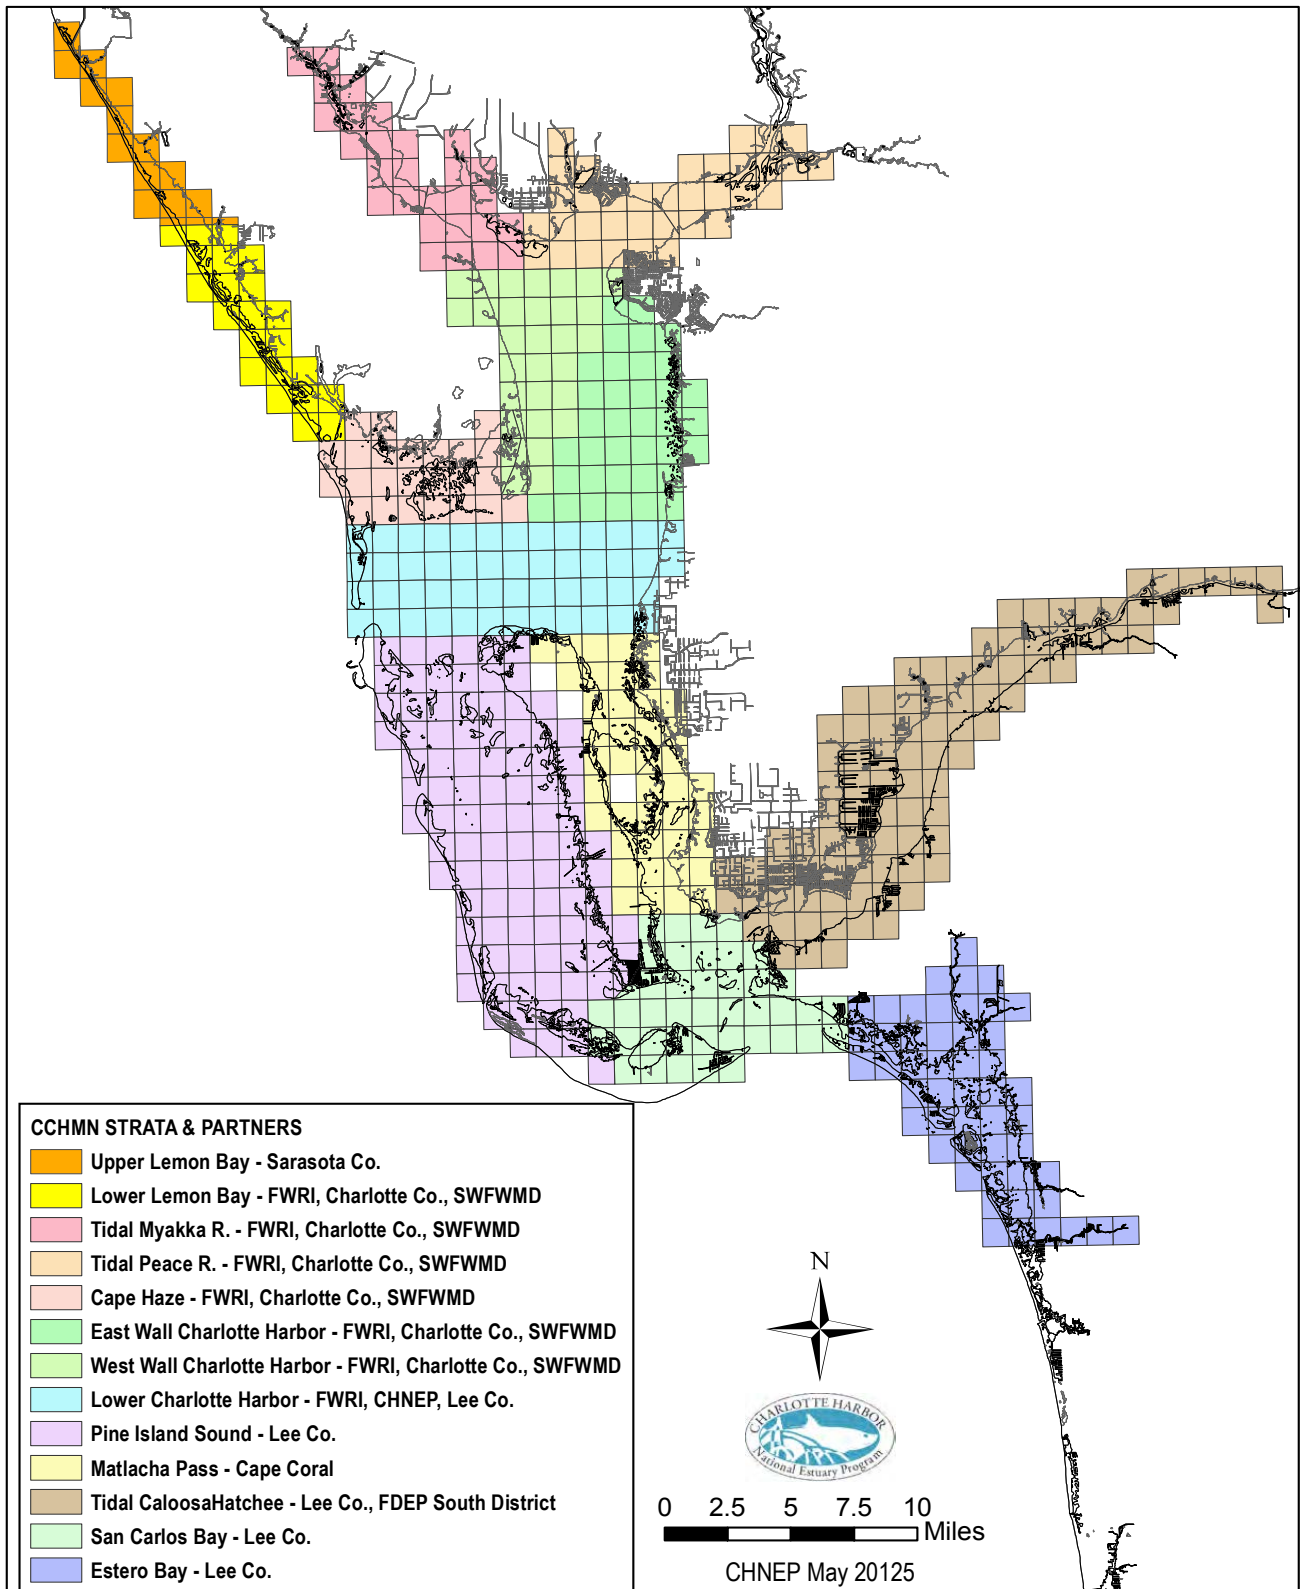 CCHMN STRATA & PARTNERS
Upper Lemon Bay - Sarasota Co.
Lower Lemon Bay - FWRI, Charlotte Co., SWFWMD
Tidal Myakka R. - FWRI, Charlotte Co., SWFWMD
Tidal Peace R. - FWRI, Charlotte Co., SWFWMD
Cape Haze - FWRI, Charlotte Co., SWFWMD
East Wall Charlotte Harbor - FWRI, Charlotte Co., SWFWMD
West Wall Charlotte Harbor - FWRI, Charlotte Co., SWFWMD
Lower Charlotte Harbor - FWRI, CHNEP, Lee Co.
Pine Island Sound - Lee Co.
Matlacha Pass - Cape Coral
Tidal CaloosaHatchee - Lee Co., FDEP South District
San Carlos Bay - Lee Co.
Estero Bay - Lee Co.
N
CHARLOTTE HARBOR
National Estuary Program
0 2.5 5 7.5 10
Miles
CHNEP May 20125